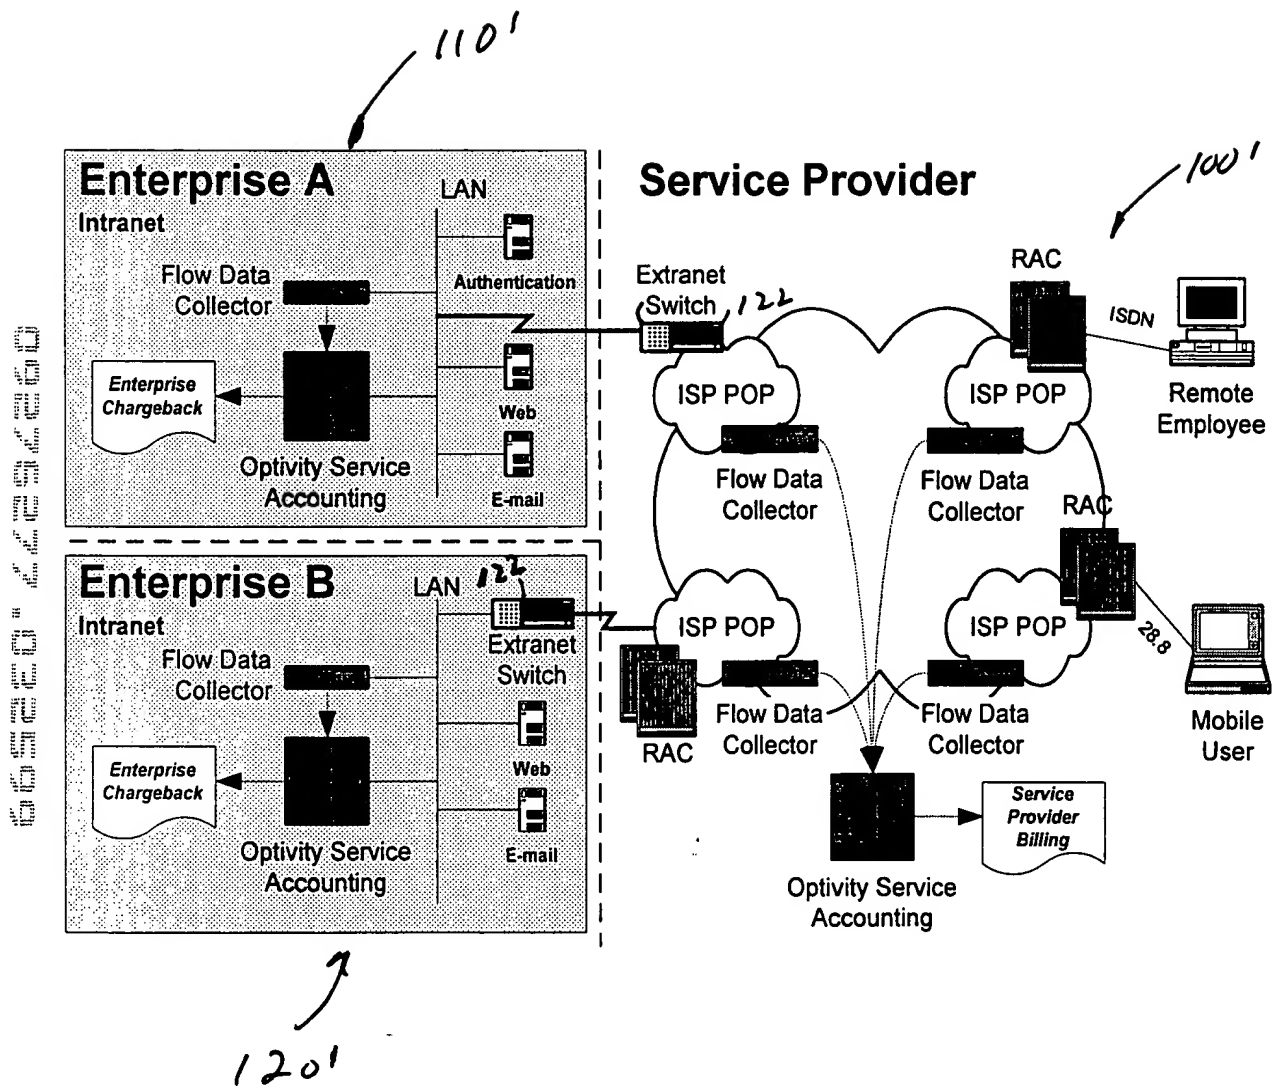 110'
Enterprise A
Intranet
LAN
Flow Data
Collector
Authentication
Enterprise
Chargeback
Web
Optivity Service
Accounting
E-mail
Service Provider
100'
Extranet
Switch
122
RAC
ISDN
Remote
Employee
ISP POP
ISP POP
Flow Data
Collector
Flow Data
Collector
RAC
Enterprise B
Intranet
LAN
122
Extranet
Switch
Flow Data
Collector
Enterprise
Chargeback
Web
Optivity Service
Accounting
E-mail
ISP POP
ISP POP
28.8
RAC
Flow Data
Collector
Flow Data
Collector
Mobile
User
Service
Provider
Billing
Optivity Service
Accounting
120'